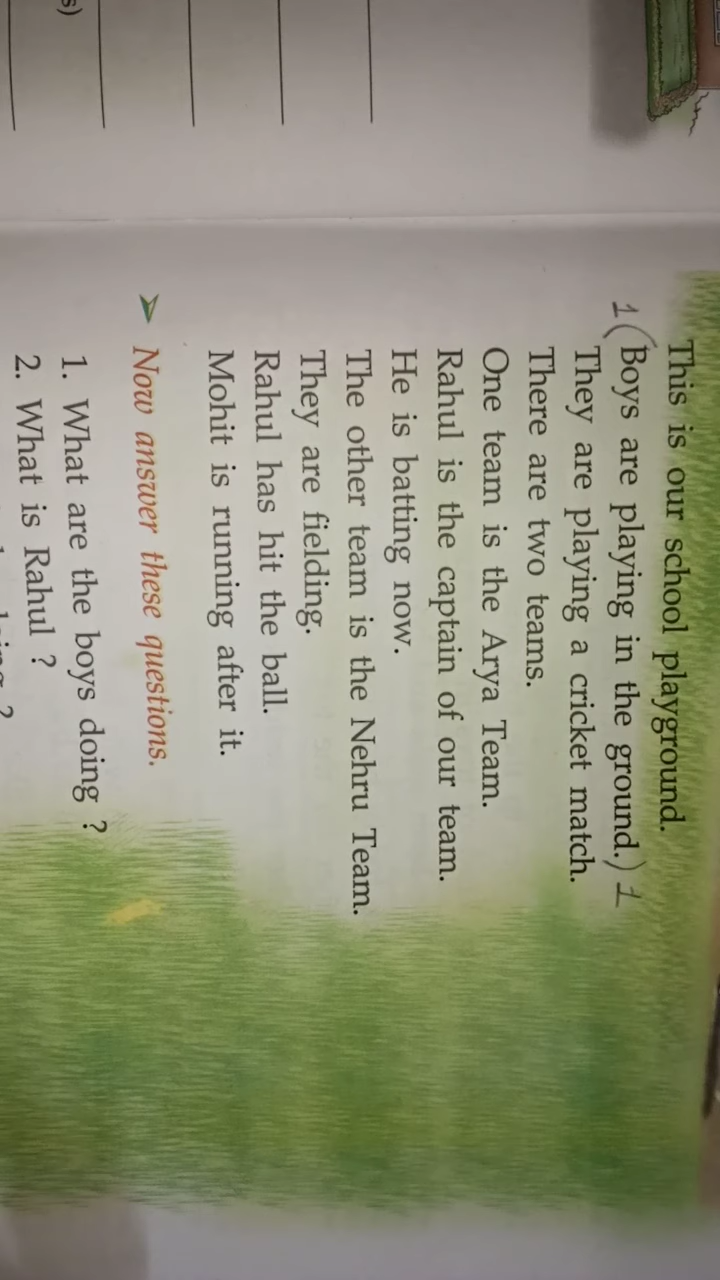 This is our school playground.
1 (Boys are playing in the ground.) 1
They are playing a cricket match.
There are two teams.
One team is the Arya Team.
Rahul is the captain of our team.
He is batting now.
The other team is the Nehru Team.
They are fielding.
Rahul has hit the ball.
Mohit is running after it.
➢ Now answer these questions.
1. What are the boys doing ?
2. What is Rahul ?